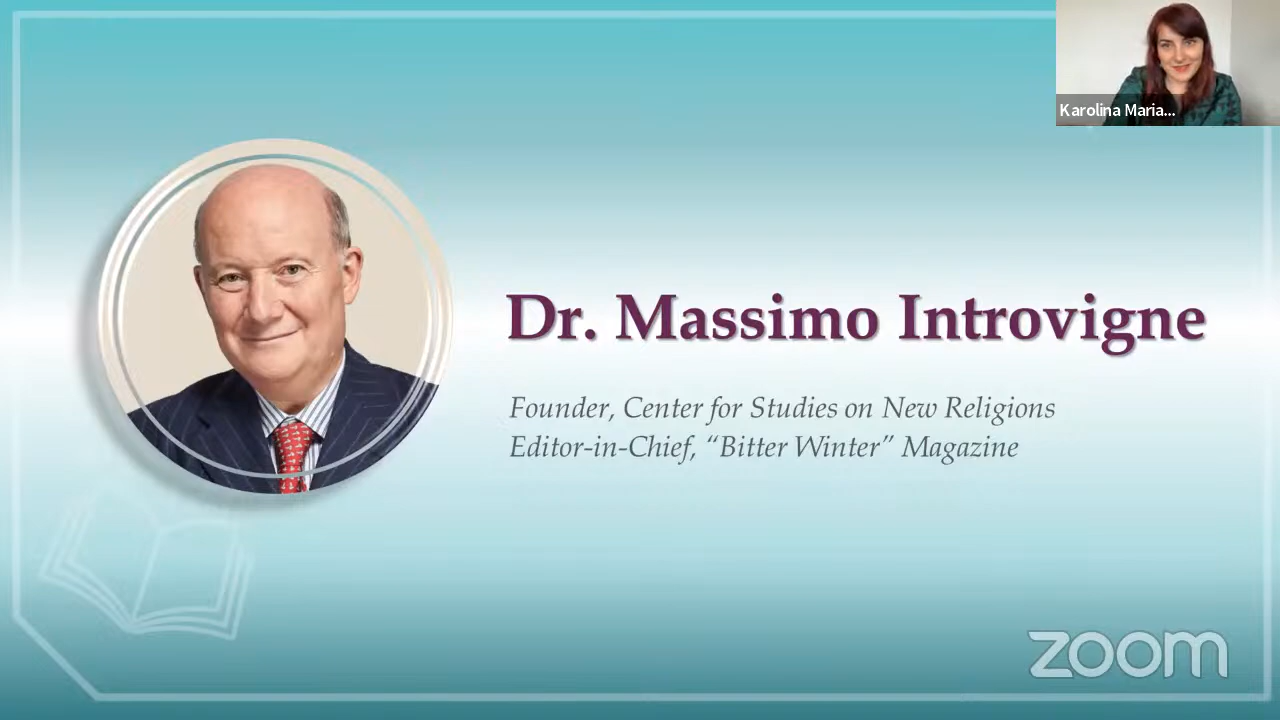 Karolina Maria...
Dr. Massimo Introvigne
Founder, Center for Studies on New Religions
Editor-in-Chief, “Bitter Winter” Magazine
zoom